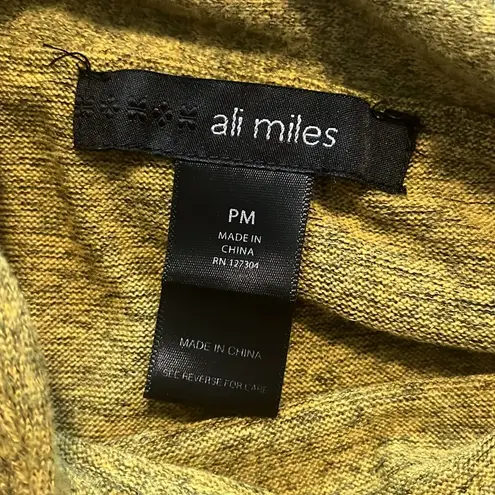 ali miles
PM
MADE IN
CHINA
RN 127304
MADE IN CHINA
SEE REVERSE FOR CARE